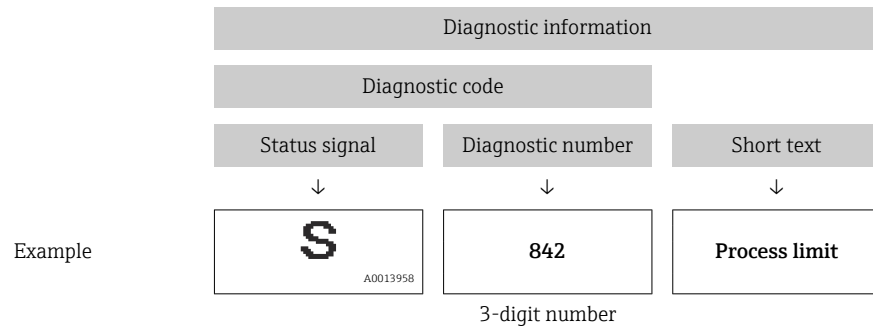 Diagnostic information
Diagnostic code
Status signal Diagnostic number Short text
↓ ↓ ↓
Example S 842 Process limit
A0013958
3-digit number